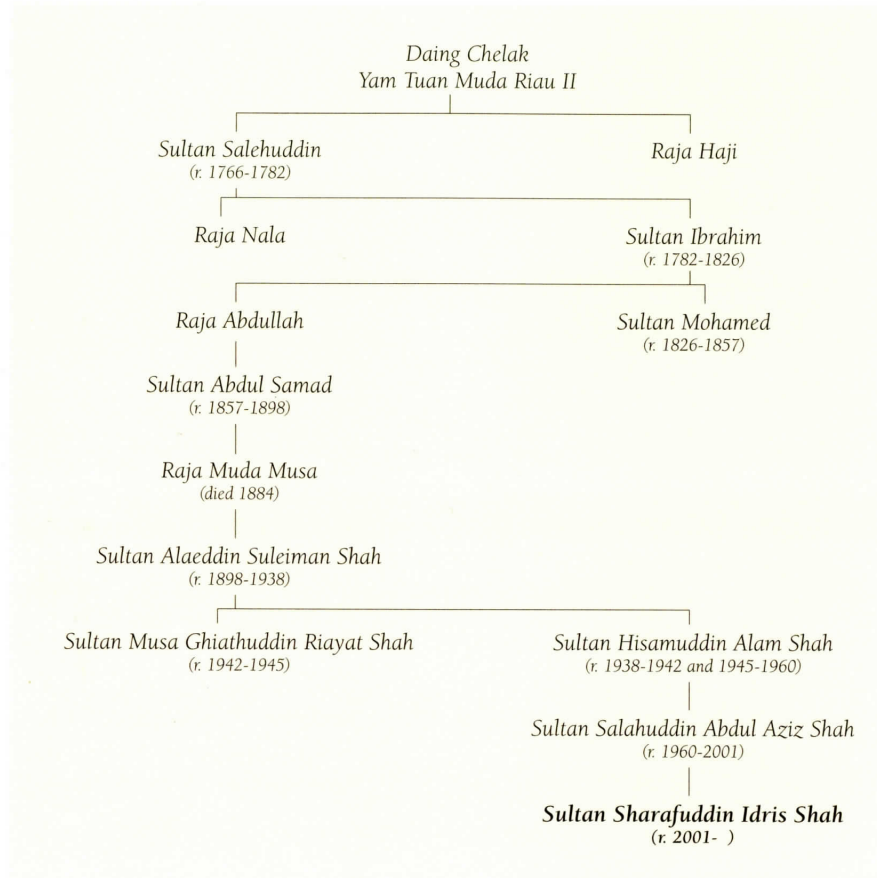 Daing Chelak
Yam Tuan Muda Riau II
Sultan Salehuddin
(r. 1766-1782)
Raja Haji
Raja Nala
Sultan Ibrahim
(r. 1782-1826)
Raja Abdullah
Sultan Mohamed
(r. 1826-1857)
Sultan Abdul Samad
(r. 1857-1898)
Raja Muda Musa
(died 1884)
Sultan Alaeddin Suleiman Shah
(r. 1898-1938)
Sultan Musa Ghiathuddin Riayat Shah
(r. 1942-1945)
Sultan Hisamuddin Alam Shah
(r. 1938-1942 and 1945-1960)
Sultan Salahuddin Abdul Aziz Shah
(r. 1960-2001)
Sultan Sharafuddin Idris Shah
(r. 2001- )